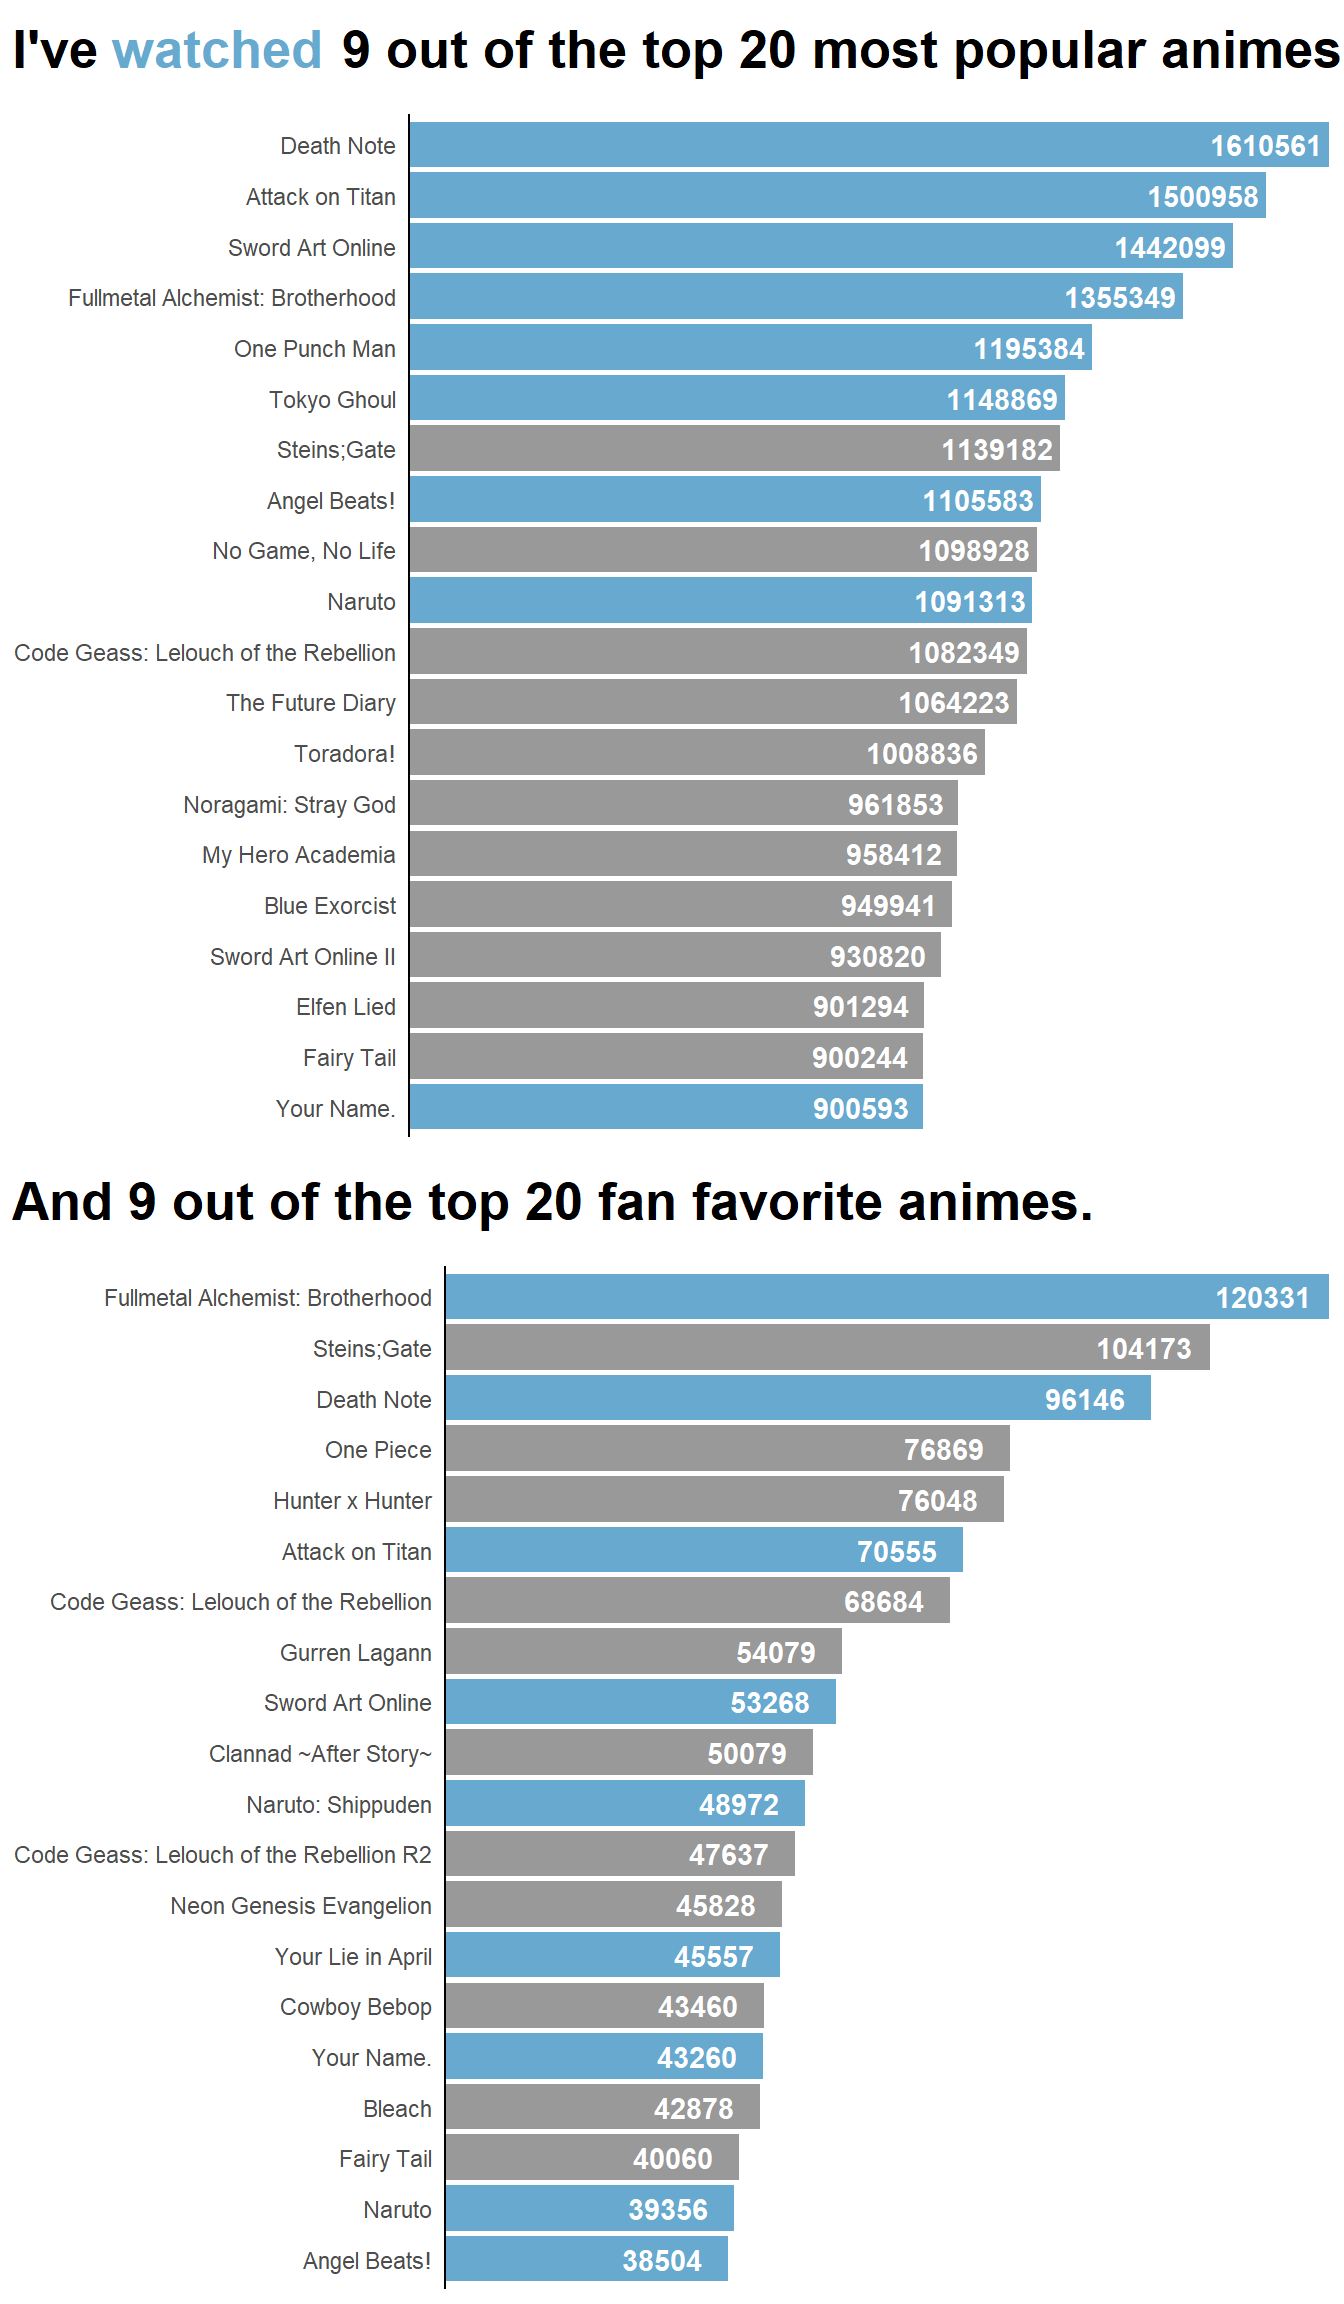 I've watched 9 out of the top 20 most popular animes
Death Note 1610561
Attack on Titan 1500958
Sword Art Online 1442099
Fullmetal Alchemist: Brotherhood 1355349
One Punch Man 1195384
Tokyo Ghoul 1148869
Steins;Gate 1139182
Angel Beats! 1105583
No Game, No Life 1098928
Naruto 1091313
Code Geass: Lelouch of the Rebellion 1082349
The Future Diary 1064223
Toradora! 1008836
Noragami: Stray God 961853
My Hero Academia 958412
Blue Exorcist 949941
Sword Art Online II 930820
Elfen Lied 901294
Fairy Tail 900244
Your Name. 900593
And 9 out of the top 20 fan favorite animes.
Fullmetal Alchemist: Brotherhood 120331
Steins;Gate 104173
Death Note 96146
One Piece 76869
Hunter x Hunter 76048
Attack on Titan 70555
Code Geass: Lelouch of the Rebellion 68684
Gurren Lagann 54079
Sword Art Online 53268
Clannad ~After Story~ 50079
Naruto: Shippuden 48972
Code Geass: Lelouch of the Rebellion R2 47637
Neon Genesis Evangelion 45828
Your Lie in April 45557
Cowboy Bebop 43460
Your Name. 43260
Bleach 42878
Fairy Tail 40060
Naruto 39356
Angel Beats! 38504